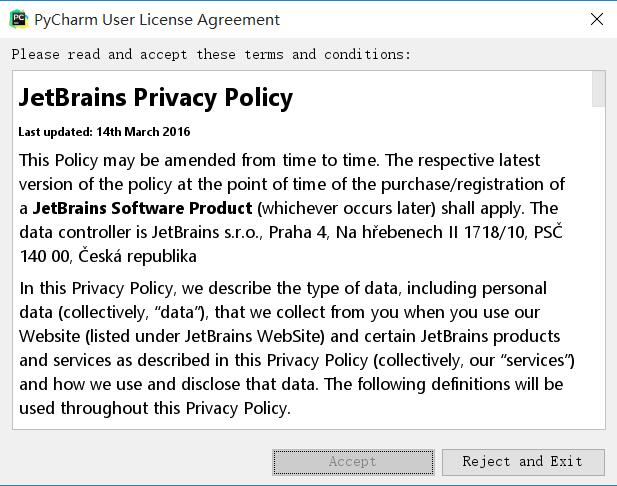 PC
PyCharm User License Agreement
Please read and accept these terms and conditions:
JetBrains Privacy Policy
Last updated: 14th March 2016
This Policy may be amended from time to time. The respective latest
version of the policy at the point of time of the purchase/registration of
a JetBrains Software Product (whichever occurs later) shall apply. The
data controller is JetBrains s.r.o., Praha 4, Na hřebenech II 1718/10, PSČ
140 00, Česká republika
In this Privacy Policy, we describe the type of data, including personal
data (collectively, “data”), that we collect from you when you use our
Website (listed under JetBrains WebSite) and certain JetBrains products
and services as described in this Privacy Policy (collectively, our “services”)
and how we use and disclose that data. The following definitions will be
used throughout this Privacy Policy.
Accept
Reject and Exit